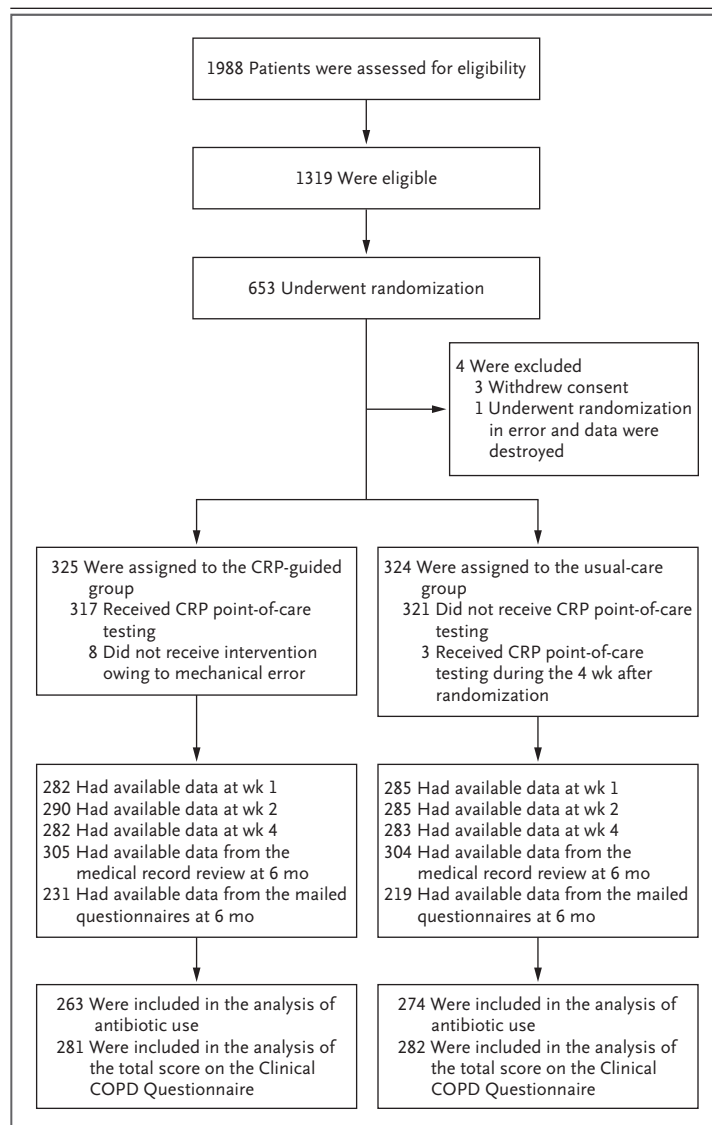 1988 Patients were assessed for eligibility
1319 Were eligible
653 Underwent randomization
4 Were excluded
3 Withdrew consent
1 Underwent randomization
in error and data were
destroyed
325 Were assigned to the CRP-guided
group
317 Received CRP point-of-care
testing
8 Did not receive intervention
owing to mechanical error
324 Were assigned to the usual-care
group
321 Did not receive CRP point-of-care
testing
3 Received CRP point-of-care
testing during the 4 wk after
randomization
282 Had available data at wk 1
290 Had available data at wk 2
282 Had available data at wk 4
305 Had available data from the
medical record review at 6 mo
231 Had available data from the mailed
questionnaires at 6 mo
285 Had available data at wk 1
285 Had available data at wk 2
283 Had available data at wk 4
304 Had available data from the
medical record review at 6 mo
219 Had available data from the mailed
questionnaires at 6 mo
263 Were included in the analysis of
antibiotic use
281 Were included in the analysis of
the total score on the Clinical
COPD Questionnaire
274 Were included in the analysis of
antibiotic use
282 Were included in the analysis of
the total score on the Clinical
COPD Questionnaire